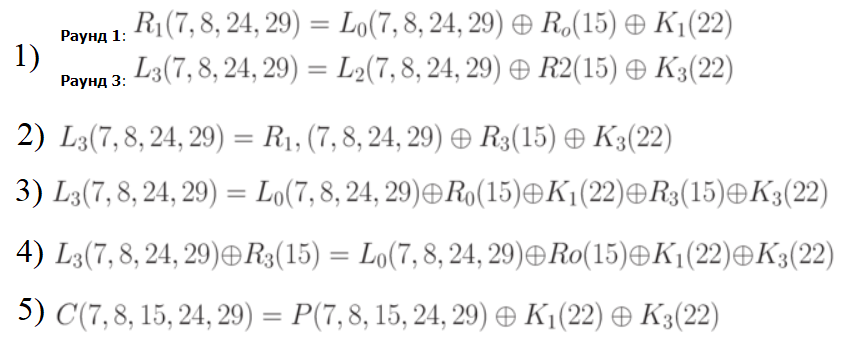 1) Раунд 1: R₁(7, 8, 24, 29) = L₀(7, 8, 24, 29) ⊕ Rₒ(15) ⊕ K₁(22)
Раунд 3: L₃(7, 8, 24, 29) = L₂(7, 8, 24, 29) ⊕ R2(15) ⊕ K₃(22)
2) L₃(7, 8, 24, 29) = R₁, (7, 8, 24, 29) ⊕ R₃(15) ⊕ K₃(22)
3) L₃(7, 8, 24, 29) = L₀(7, 8, 24, 29)⊕R₀(15)⊕K₁(22)⊕R₃(15)⊕K₃(22)
4) L₃(7, 8, 24, 29)⊕R₃(15) = L₀(7, 8, 24, 29)⊕Ro(15)⊕K₁(22)⊕K₃(22)
5) C(7, 8, 15, 24, 29) = P(7, 8, 15, 24, 29) ⊕ K₁(22) ⊕ K₃(22)